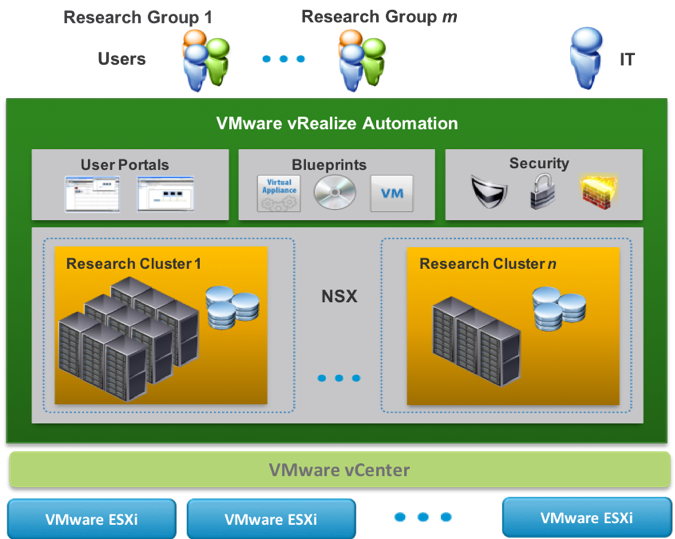 Research Group 1
Research Group m
Users
IT
VMware vRealize Automation
User Portals
Blueprints
Security
Virtual
Appliance
VM
Research Cluster 1
Research Cluster n
NSX
VMware vCenter
VMware ESXi
VMware ESXi
VMware ESXi